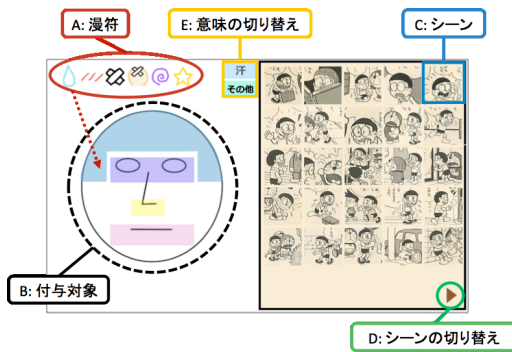 A: 漫符
E: 意味の切り替え
C: シーン
汗
その他
B: 付与対象
D: シーンの切り替え